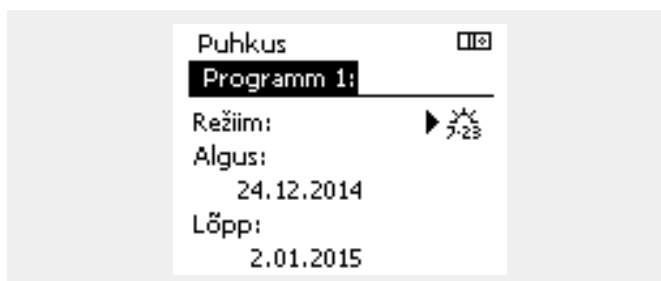 Puhkus
Programm 1:
Režiim:
7-23
Algus:
24.12.2014
Lõpp:
2.01.2015